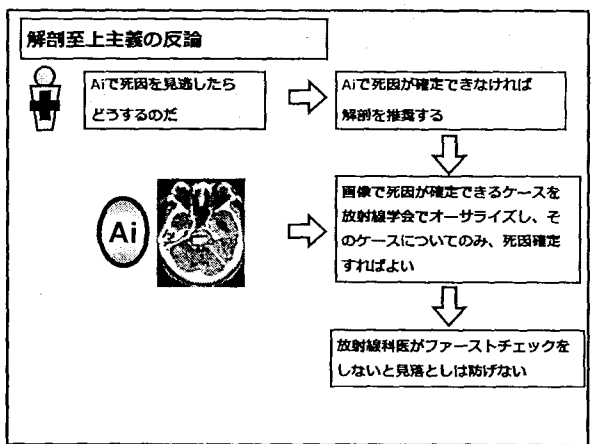 解剖至上主義の反論
Aiで死因を見逃したら
どうするのだ
Aiで死因が確定できなければ
解剖を推奨する
Ai
画像で死因が確定できるケースを
放射線学会でオーサライズし、そ
のケースについてのみ、死因確定
すればよい
放射線科医がファーストチェックを
しないと見落としは防げない